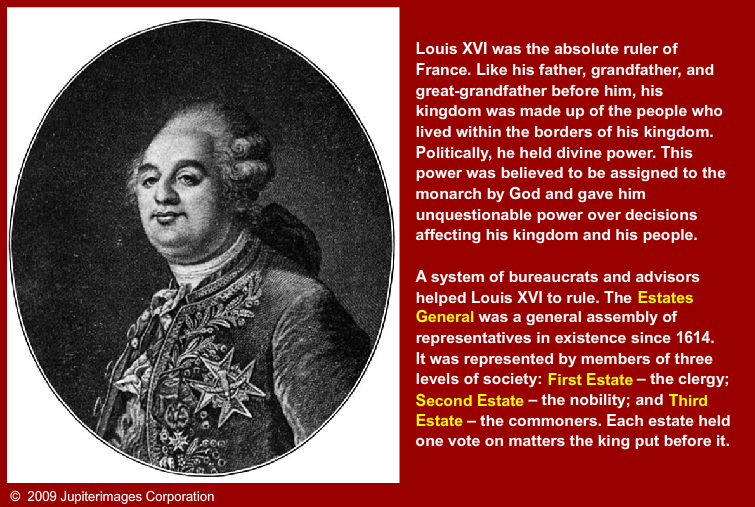 Louis XVI was the absolute ruler of
France. Like his father, grandfather, and
great-grandfather before him, his
kingdom was made up of the people who
lived within the borders of his kingdom.
Politically, he held divine power. This
power was believed to be assigned to the
monarch by God and gave him
unquestionable power over decisions
affecting his kingdom and his people.
A system of bureaucrats and advisors
helped Louis XVI to rule. The Estates
General was a general assembly of
representatives in existence since 1614.
It was represented by members of three
levels of society: First Estate – the clergy;
Second Estate – the nobility; and Third
Estate – the commoners. Each estate held
one vote on matters the king put before it.
© 2009 Jupiterimages Corporation